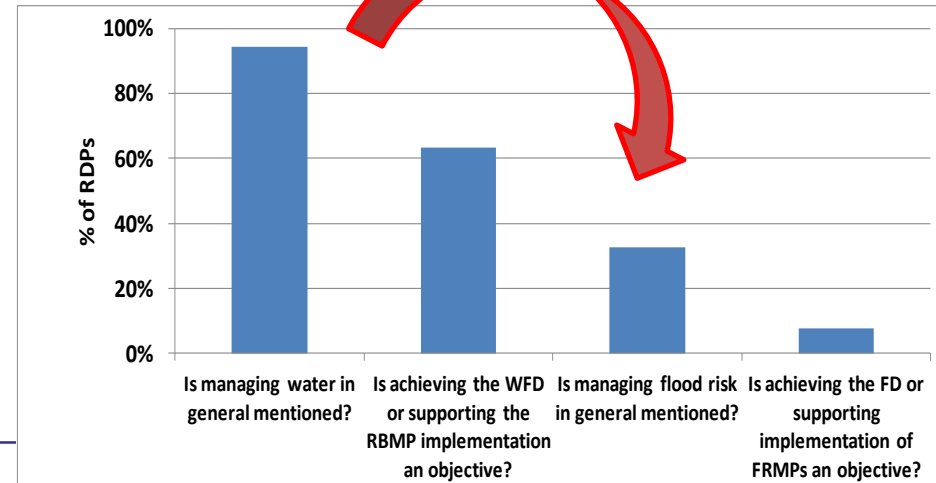 100%
80%
60%
40%
20%
0%
% of RDPs
Is managing water in
general mentioned?
Is achieving the WFD
or supporting the
RBMP implementation
an objective?
Is managing flood risk
in general mentioned?
Is achieving the FD or
supporting
implementation of
FRMPs an objective?